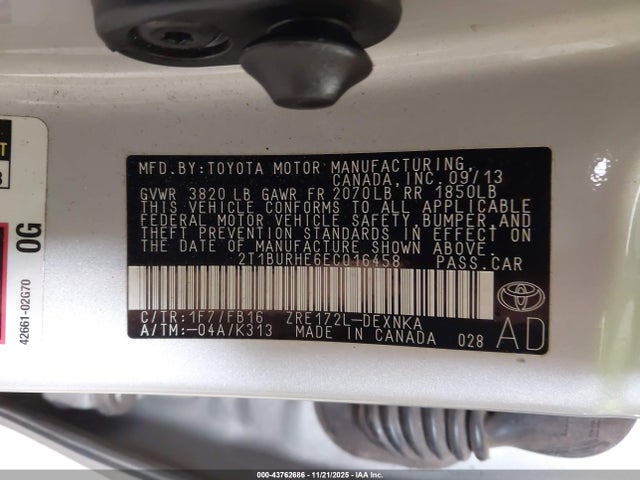 MFD.BY:TOYOTA MOTOR MANUFACTURING,
CANADA, INC. 09/13
GVWR 3820 LB GAWR FR 2070LB RR 1850LB
THIS VEHICLE CONFORMS TO ALL APPLICABLE
FEDERAL MOTOR VEHICLE SAFETY, BUMPER, AND
THEFT PREVENTION STANDARDS IN EFFECT ON
THE DATE OF MANUFACTURE SHOWN ABOVE.
2T1BURHE6EC016458 PASS.CAR
C/TR:1F7/FB16 ZRE172L-DEXNKA
A/TM:-04A/K313 MADE IN CANADA 028
AD
0G
42661-02G70
000-43762686 - 11/21/2025 - IAA Inc.